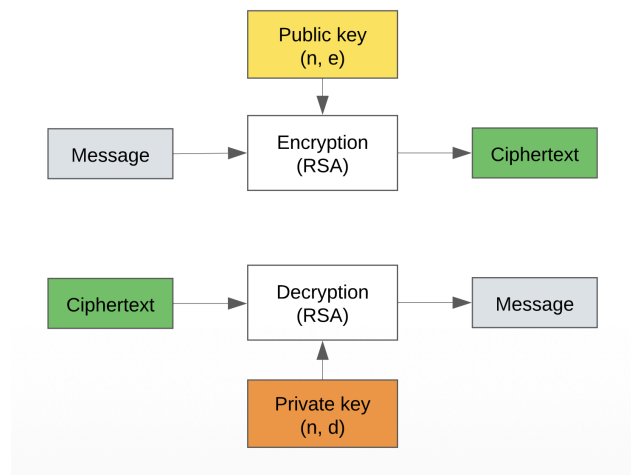 Public key
(n, e)
Message
Encryption
(RSA)
Ciphertext
Ciphertext
Decryption
(RSA)
Message
Private key
(n, d)